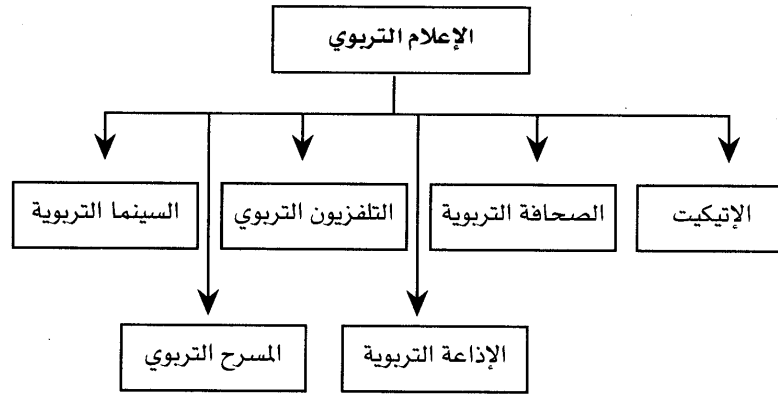 الإعلام التربوي
الإتيكيت
الصحافة التربوية
التلفزيون التربوي
السينما التربوية
الإذاعة التربوية
المسرح التربوي